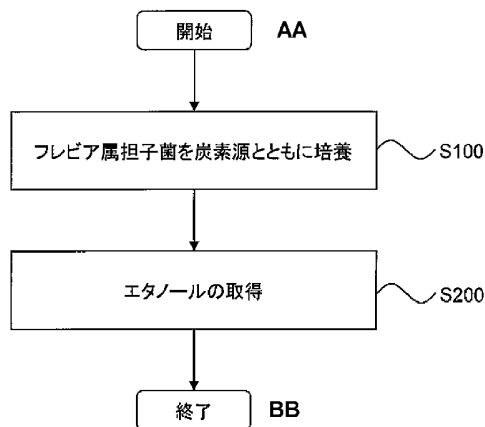 開始
AA
フレビア属担子菌を炭素源とともに培養
S100
エタノールの取得
S200
終了
BB